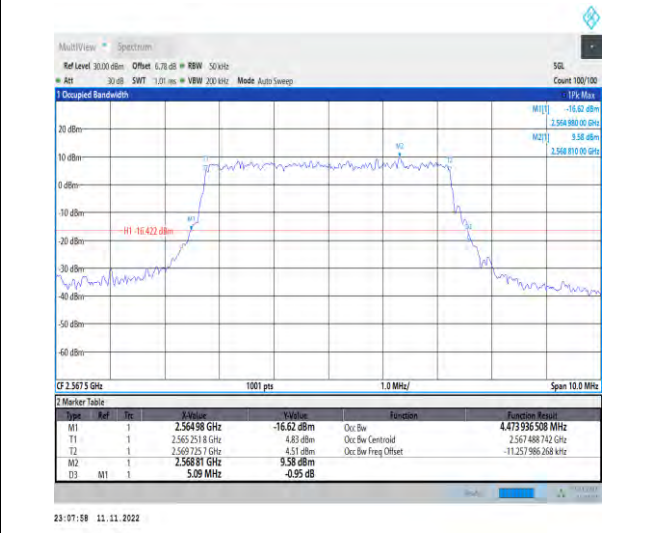 MultiView Spectrum
Ref Level 30.00 dBm Offset 6.78 dB RBW 50 kHz SGL
Att 30 dB SWT 1.01 ms VBW 200 kHz Mode Auto Sweep Count 100/100
1 Occupied Bandwidth 1Pk Max
M1[1] -16.62 dBm
2.564 980 00 GHz
M2[1] 9.58 dBm
2.568 810 00 GHz
20 dBm
M2
T1 T2
10 dBm
0 dBm
-10 dBm
M1
H1 -16.422 dBm
-20 dBm
-30 dBm
-40 dBm
-50 dBm
-60 dBm
CF 2.567 5 GHz 1001 pts 1.0 MHz/ Span 10.0 MHz
2 Marker Table
Type Ref Trc X-Value Y-Value Function Function Result
M1 1 2.564 98 GHz -16.62 dBm Occ Bw 4.473 936 508 MHz
T1 1 2.565 251 8 GHz 4.83 dBm Occ Bw Centroid 2.567 488 742 GHz
T2 1 2.569 725 7 GHz 4.51 dBm Occ Bw Freq Offset -11.257 986 268 kHz
M2 1 2.568 81 GHz 9.58 dBm
D3 M1 1 5.09 MHz -0.95 dB
23:07:58 11.11.2022